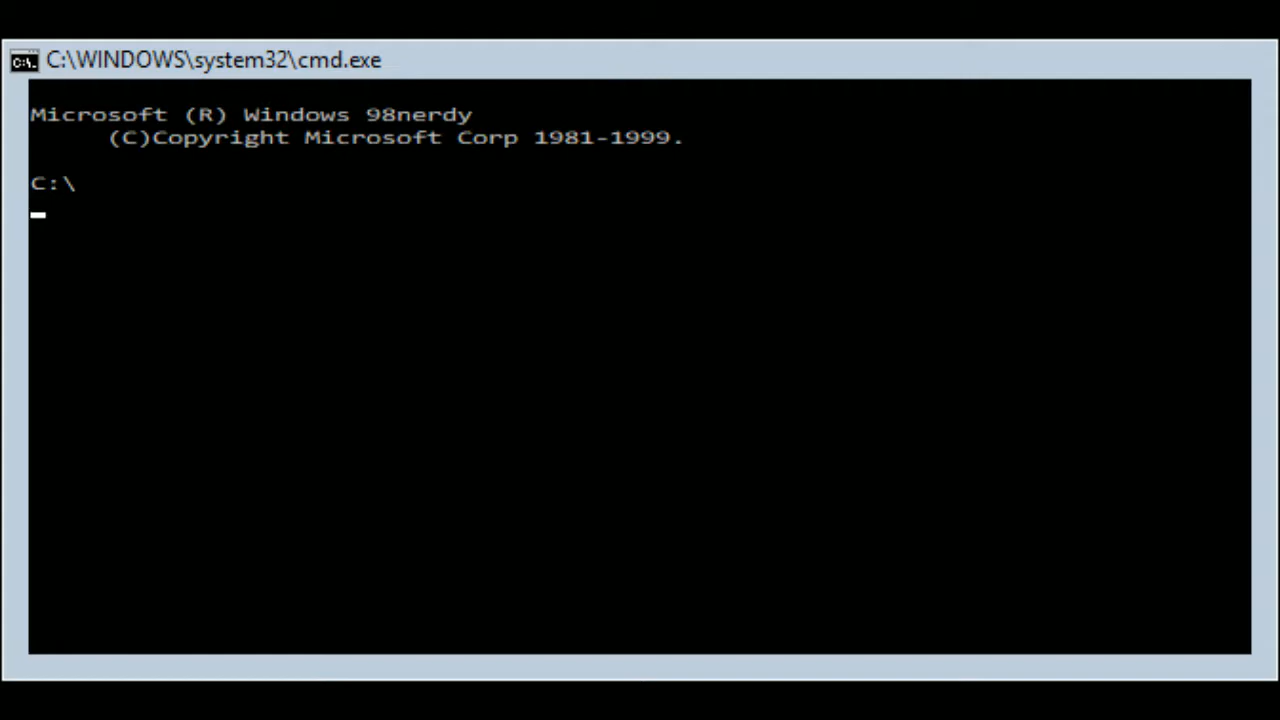 C:\WINDOWS\system32\cmd.exe
Microsoft (R) Windows 98nerdy
(C)Copyright Microsoft Corp 1981-1999.
C:\